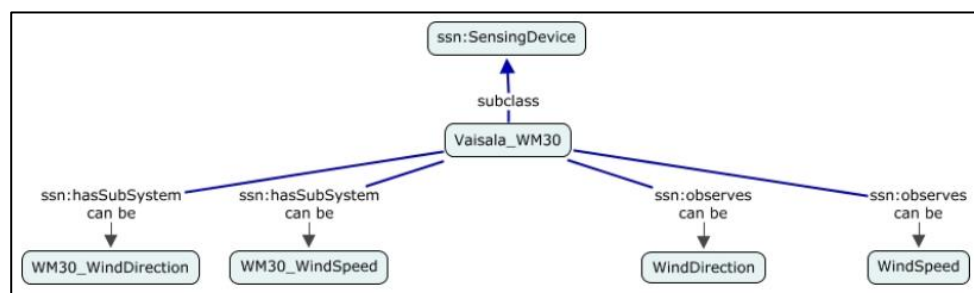 ssn:SensingDevice
subclass
Vaisala_WM30
ssn:hasSubSystem
can be
ssn:hasSubSystem
can be
ssn:observes
can be
ssn:observes
can be
WM30_WindDirection
WM30_WindSpeed
WindDirection
WindSpeed